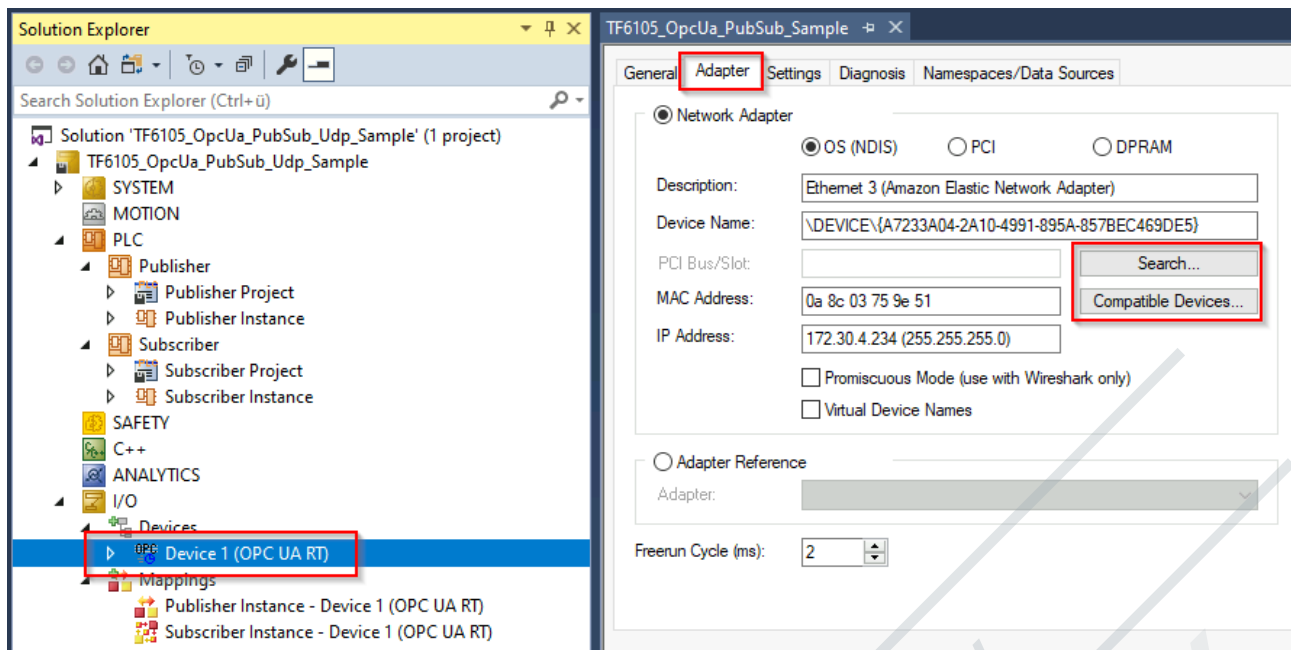 Solution Explorer
Search Solution Explorer (Ctrl+ü)
Solution 'TF6105_OpcUa_PubSub_Udp_Sample' (1 project)
TF6105_OpcUa_PubSub_Udp_Sample
SYSTEM
MOTION
PLC
Publisher
Publisher Project
Publisher Instance
Subscriber
Subscriber Project
Subscriber Instance
SAFETY
C++
ANALYTICS
I/O
Devices
OPC
Device 1 (OPC UA RT)
Mappings
Publisher Instance - Device 1 (OPC UA RT)
Subscriber Instance - Device 1 (OPC UA RT)
TF6105_OpcUa_PubSub_Sample
General Adapter Settings Diagnosis Namespaces/Data Sources
Network Adapter
OS (NDIS) PCI DPRAM
Description: Ethernet 3 (Amazon Elastic Network Adapter)
Device Name: \DEVICE\{A7233A04-2A10-4991-895A-857BEC469DE5}
PCI Bus/Slot: Search...
MAC Address: 0a 8c 03 75 9e 51 Compatible Devices...
IP Address: 172.30.4.234 (255.255.255.0)
Promiscuous Mode (use with Wireshark only)
Virtual Device Names
Adapter Reference
Adapter:
Freerun Cycle (ms): 2